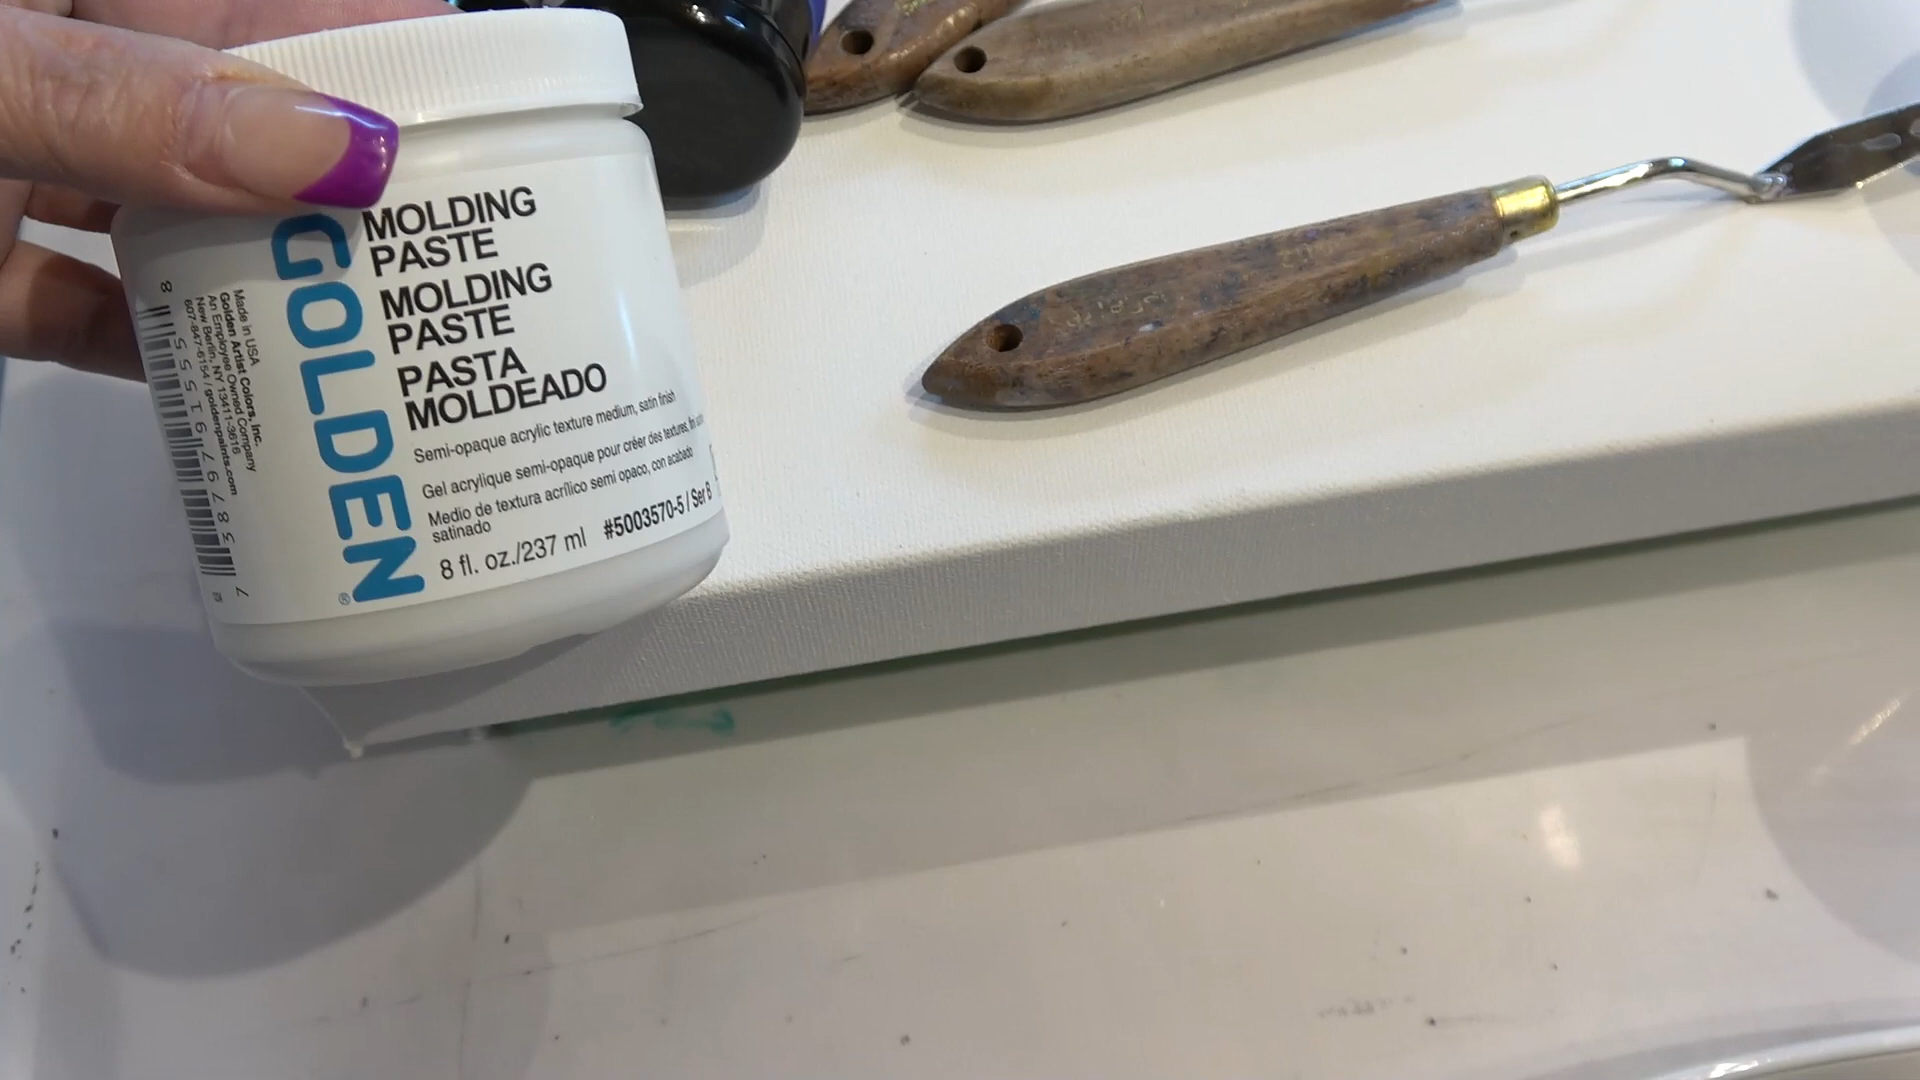 GOLDEN®
MOLDING
PASTE
MOLDING
PASTE
PASTA
MOLDEADO
Semi-opaque acrylic texture medium, satin finish
Gel acrylique semi-opaque pour créer des textures, fini
Medio de textura acrílico semi opaco, con acabado
satinado
8 fl. oz./237 ml #5003570-5 / Ser B
Made in USA
Golden Artist Colors, Inc.
An Employee Owned Company
New Berlin, NY 13411-3616
607-847-6154 / goldenpaints.com